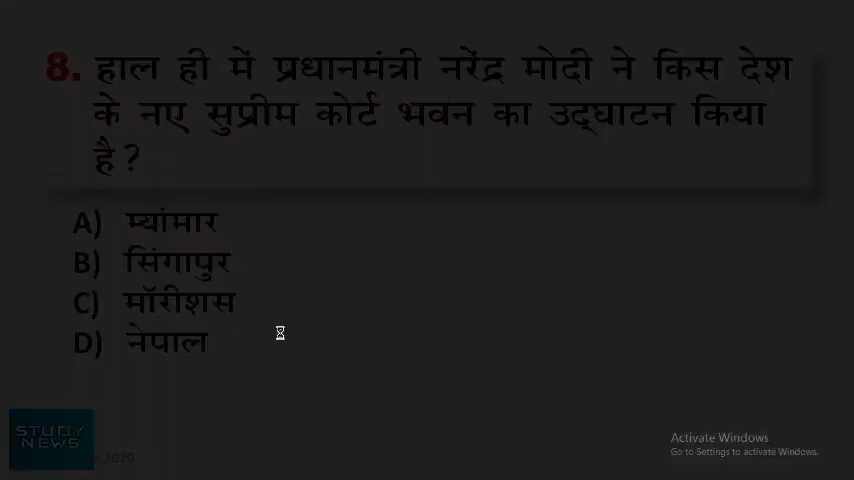 8. हाल ही में प्रधानमंत्री नरेंद्र मोदी ने किस देश
के नए सुप्रीम कोर्ट भवन का उद्घाटन किया
है ?
A) म्यांमार
B) सिंगापुर
C) मॉरीशस
D) नेपाल
STUDY
NEWS
2020
Activate Windows
Go to Settings to activate Windows.